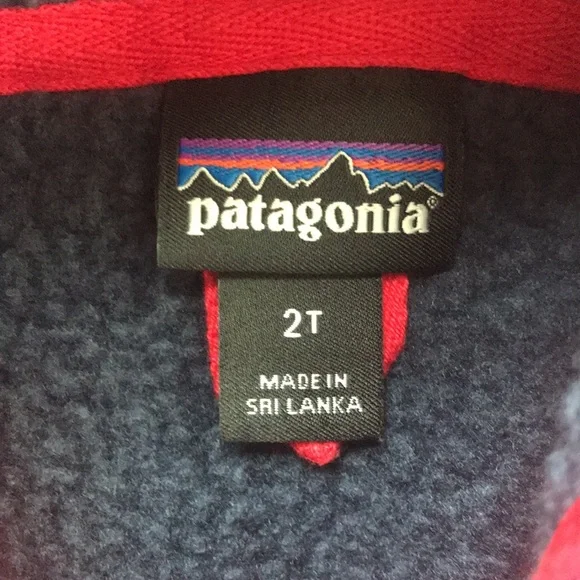 patagonia®
2T
MADE IN
SRI LANKA